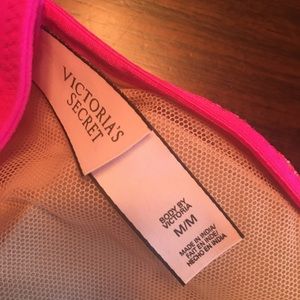 VICTORIA'S
SECRET
BODY BY
VICTORIA
M/M
MADE IN INDIA/
FAIT EN INDE/
HECHO EN INDIA